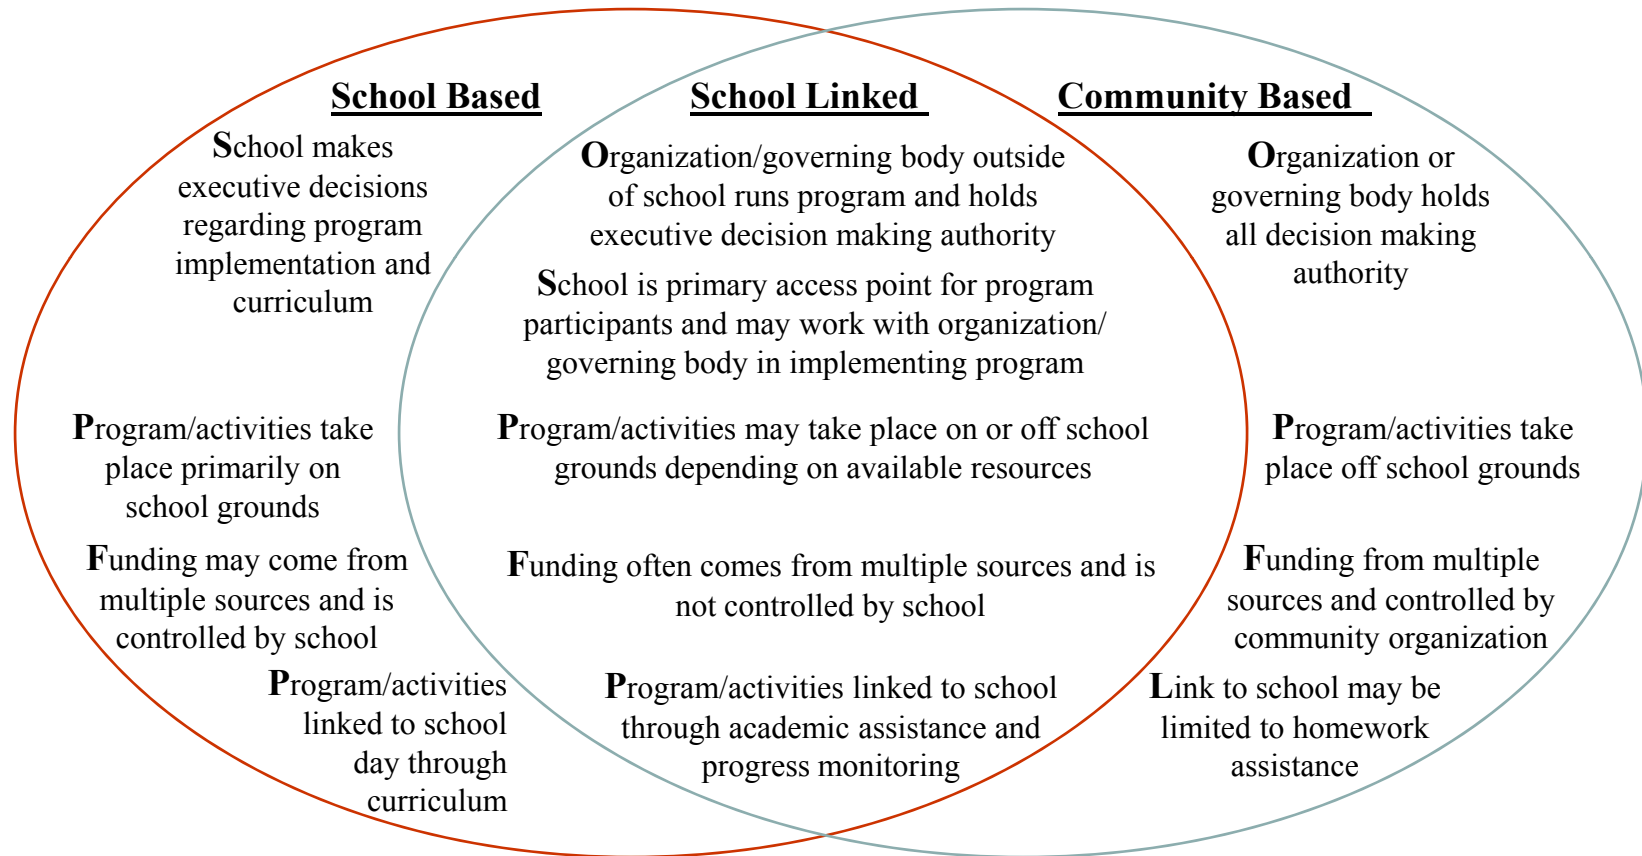 School Based
School makes
executive decisions
regarding program
implementation and
curriculum
Program/activities take
place primarily on
school grounds
Funding may come from
multiple sources and is
controlled by school
Program/activities
linked to school
day through
curriculum
School Linked
Organization/governing body outside
of school runs program and holds
executive decision making authority
School is primary access point for program
participants and may work with organization/
governing body in implementing program
Program/activities may take place on or off school
grounds depending on available resources
Funding often comes from multiple sources and is
not controlled by school
Program/activities linked to school
through academic assistance and
progress monitoring
Community Based
Organization or
governing body holds
all decision making
authority
Program/activities take
place off school grounds
Funding from multiple
sources and controlled by
community organization
Link to school may be
limited to homework
assistance